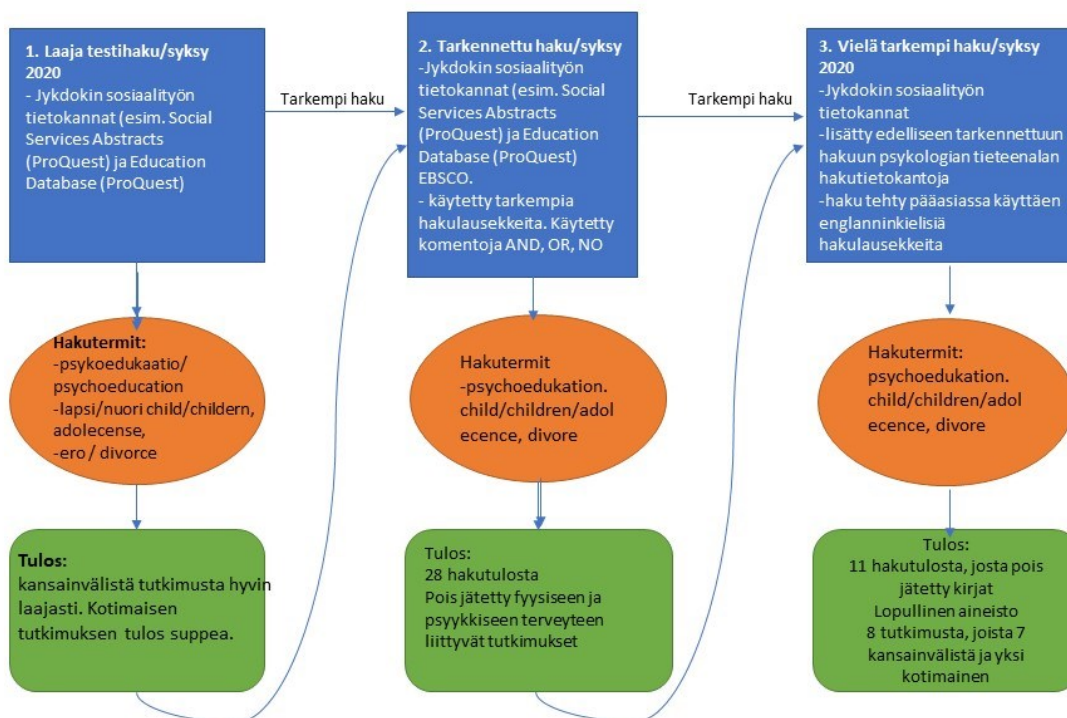 1. Laaja testihaku/syksy
2020
- Jykdokin sosiaalityön
tietokannat (esim. Social
Services Abstracts
(ProQuest) ja Education
Database (ProQuest)
Tarkempi haku
2. Tarkennettu haku/syksy
-Jykdokin sosiaalityön
tietokannat (esim. Social
Services Abstracts
(ProQuest) ja Education
Database (ProQuest)
EBSCO.
- käytetty tarkempia
hakulausekkeita. Käytetty
komentoja AND, OR, NO
Tarkempi haku
3. Vielä tarkempi haku/syksy
2020
-Jykdokin sosiaalityön
tietokannat
-lisätty edelliseen tarkennettuun
hakuun psykologian tieteenalan
hakutietokantoja
-haku tehty pääasiassa käyttäen
englanninkielisiä
hakulausekkeita
Hakutermit:
-psykoedukaatio/
psychoeducation
-lapsi/nuori child/childern,
adolecense,
-ero / divorce
Hakutermit
-psychoedukation.
child/children/adol
ecence, divore
Hakutermit:
psychoedukation.
child/children/adol
ecence, divore
Tulos:
kansainvälistä tutkimusta hyvin
laajasti. Kotimaisen
tutkimuksen tulos suppea.
Tulos:
28 hakutulosta
Pois jätetty fyysiseen ja
psyykkiseen terveyteen
liittyvät tutkimukset
Tulos:
11 hakutulosta, josta pois
jätetty kirjat
Lopullinen aineisto
8 tutkimusta, joista 7
kansainvälistä ja yksi
kotimainen